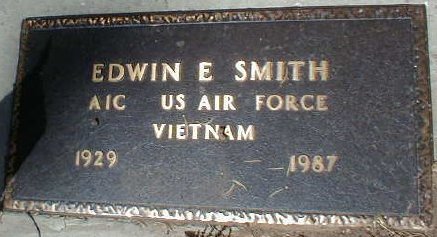 EDWIN E SMITH
A1C US AIR FORCE
VIETNAM
1929 1987